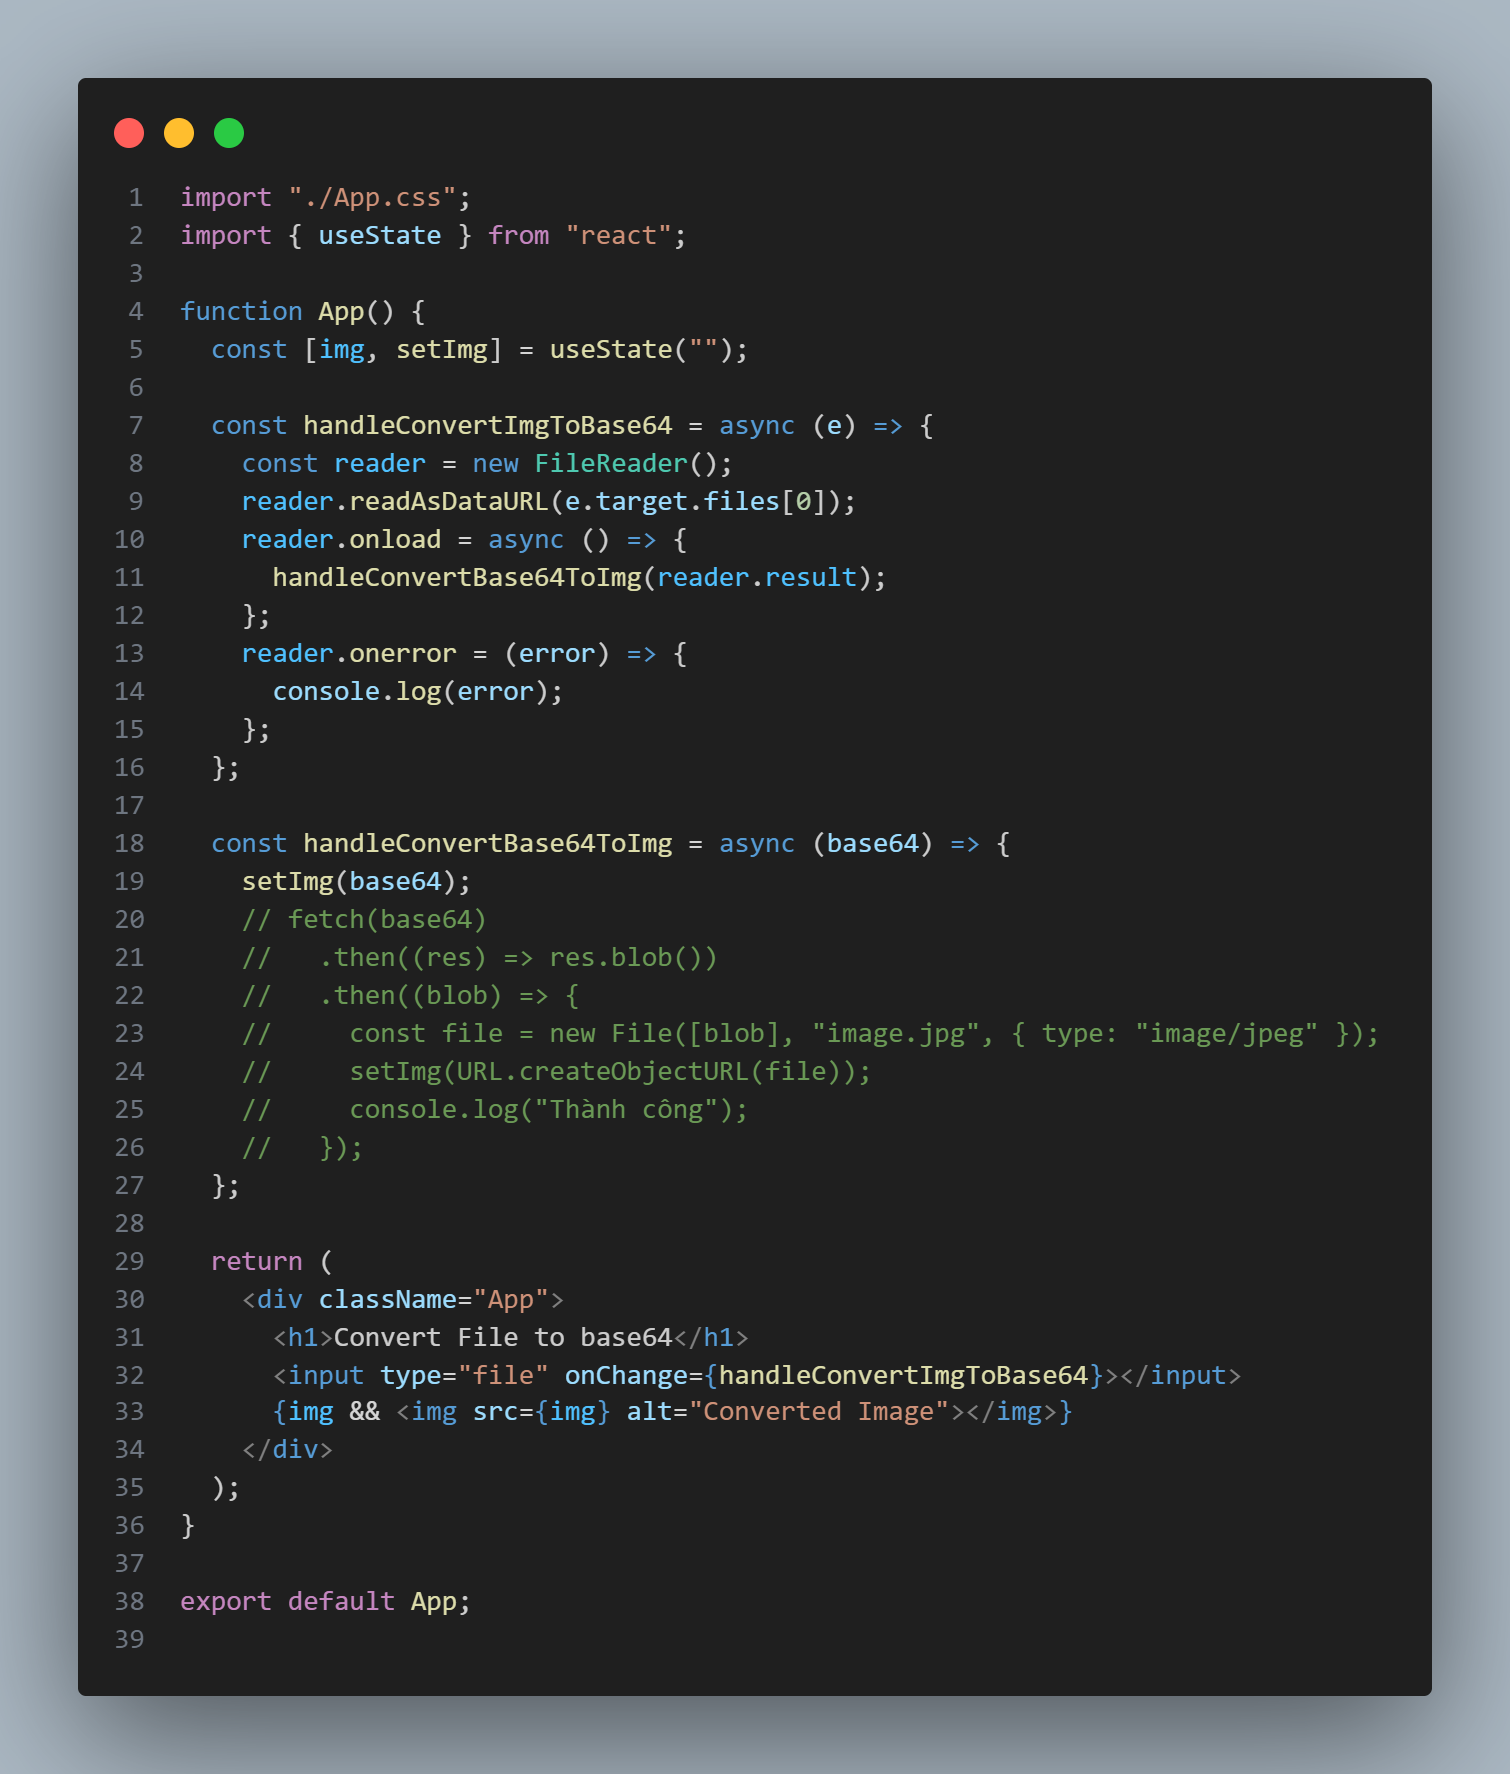 1 import "./App.css";
2 import { useState } from "react";
3
4 function App() {
5   const [img, setImg] = useState("");
6
7   const handleConvertImgToBase64 = async (e) => {
8     const reader = new FileReader();
9     reader.readAsDataURL(e.target.files[0]);
10     reader.onload = async () => {
11       handleConvertBase64ToImg(reader.result);
12     };
13     reader.onerror = (error) => {
14       console.log(error);
15     };
16   };
17
18   const handleConvertBase64ToImg = async (base64) => {
19     setImg(base64);
20     // fetch(base64)
21     //   .then((res) => res.blob())
22     //   .then((blob) => {
23     //     const file = new File([blob], "image.jpg", { type: "image/jpeg" });
24     //     setImg(URL.createObjectURL(file));
25     //     console.log("Thành công");
26     //   });
27   };
28
29   return (
30     <div className="App">
31       <h1>Convert File to base64</h1>
32       <input type="file" onChange={handleConvertImgToBase64}></input>
33       {img && <img src={img} alt="Converted Image"></img>}
34     </div>
35   );
36 }
37
38 export default App;
39